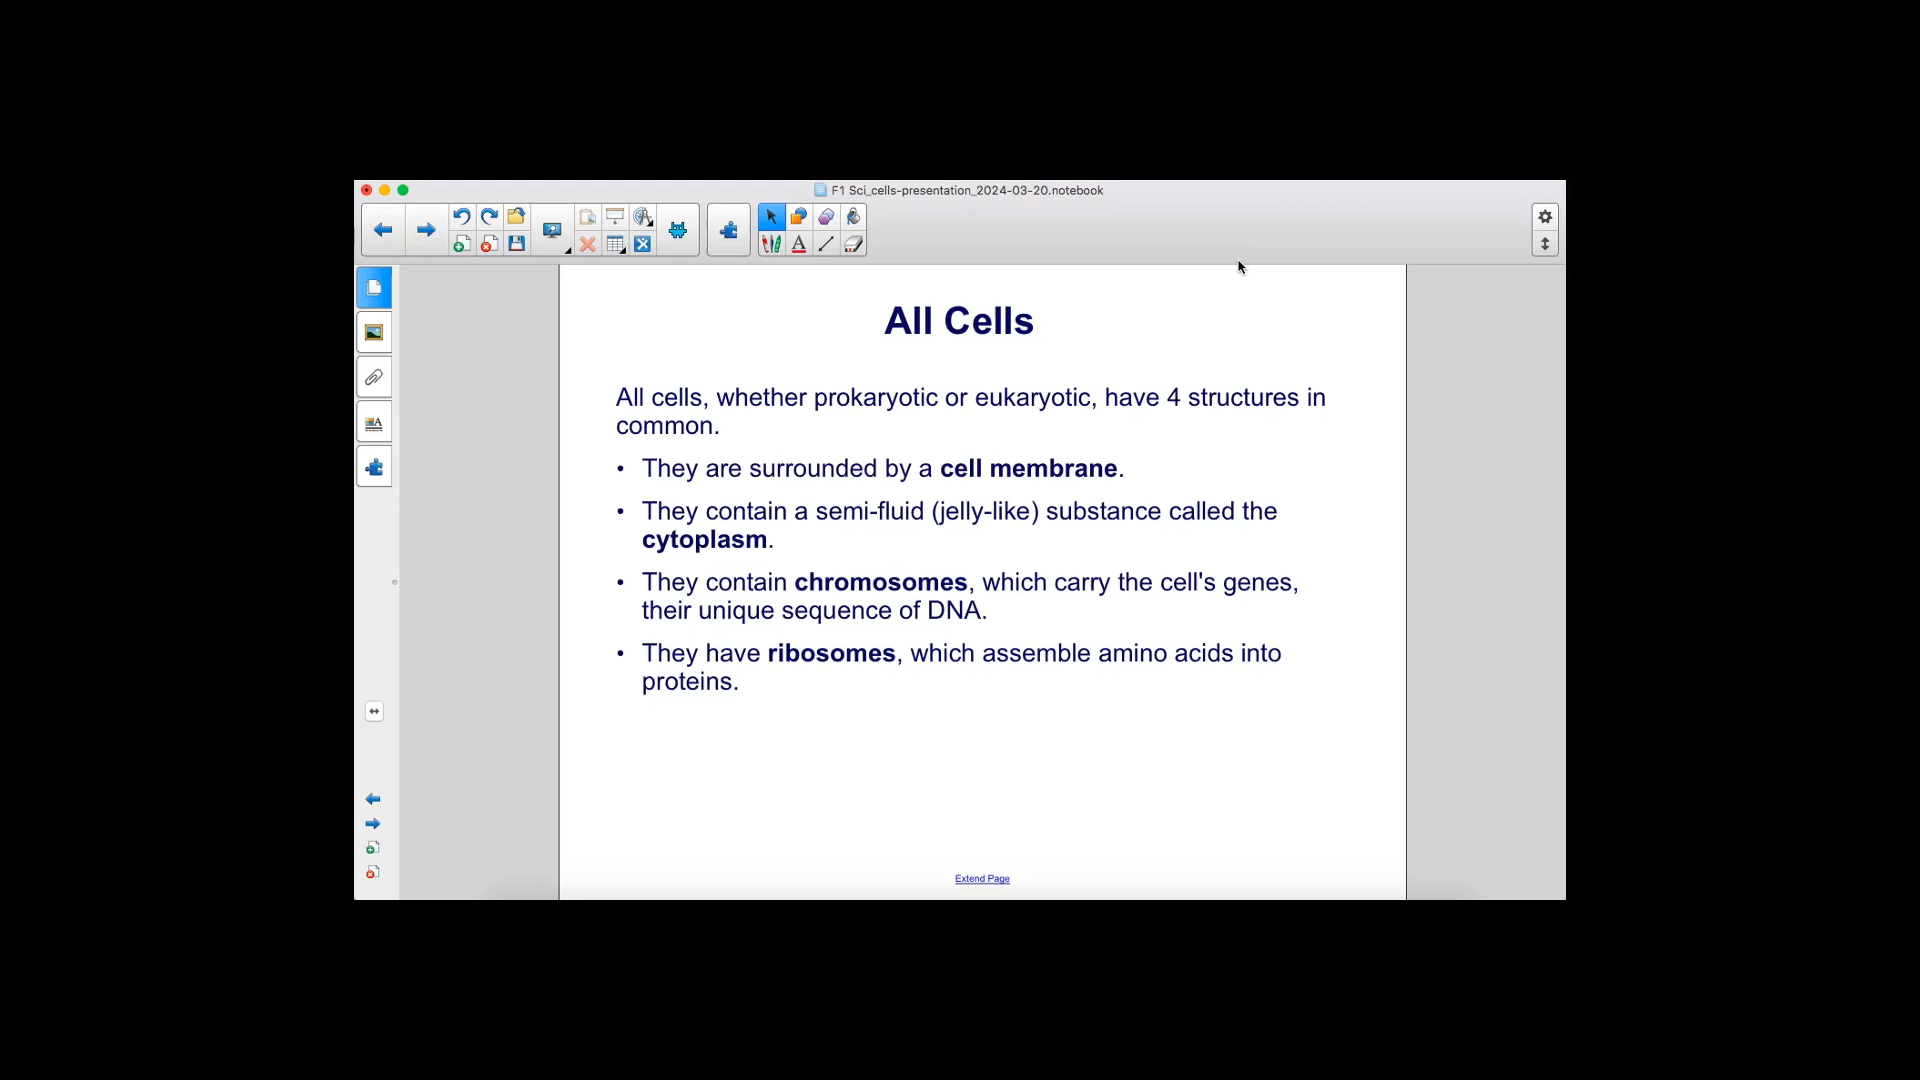 F1 Sci_cells-presentation_2024-03-20.notebook
All Cells
All cells, whether prokaryotic or eukaryotic, have 4 structures in
common.
• They are surrounded by a cell membrane.
• They contain a semi-fluid (jelly-like) substance called the
cytoplasm.
• They contain chromosomes, which carry the cell's genes,
their unique sequence of DNA.
• They have ribosomes, which assemble amino acids into
proteins.
Extend Page